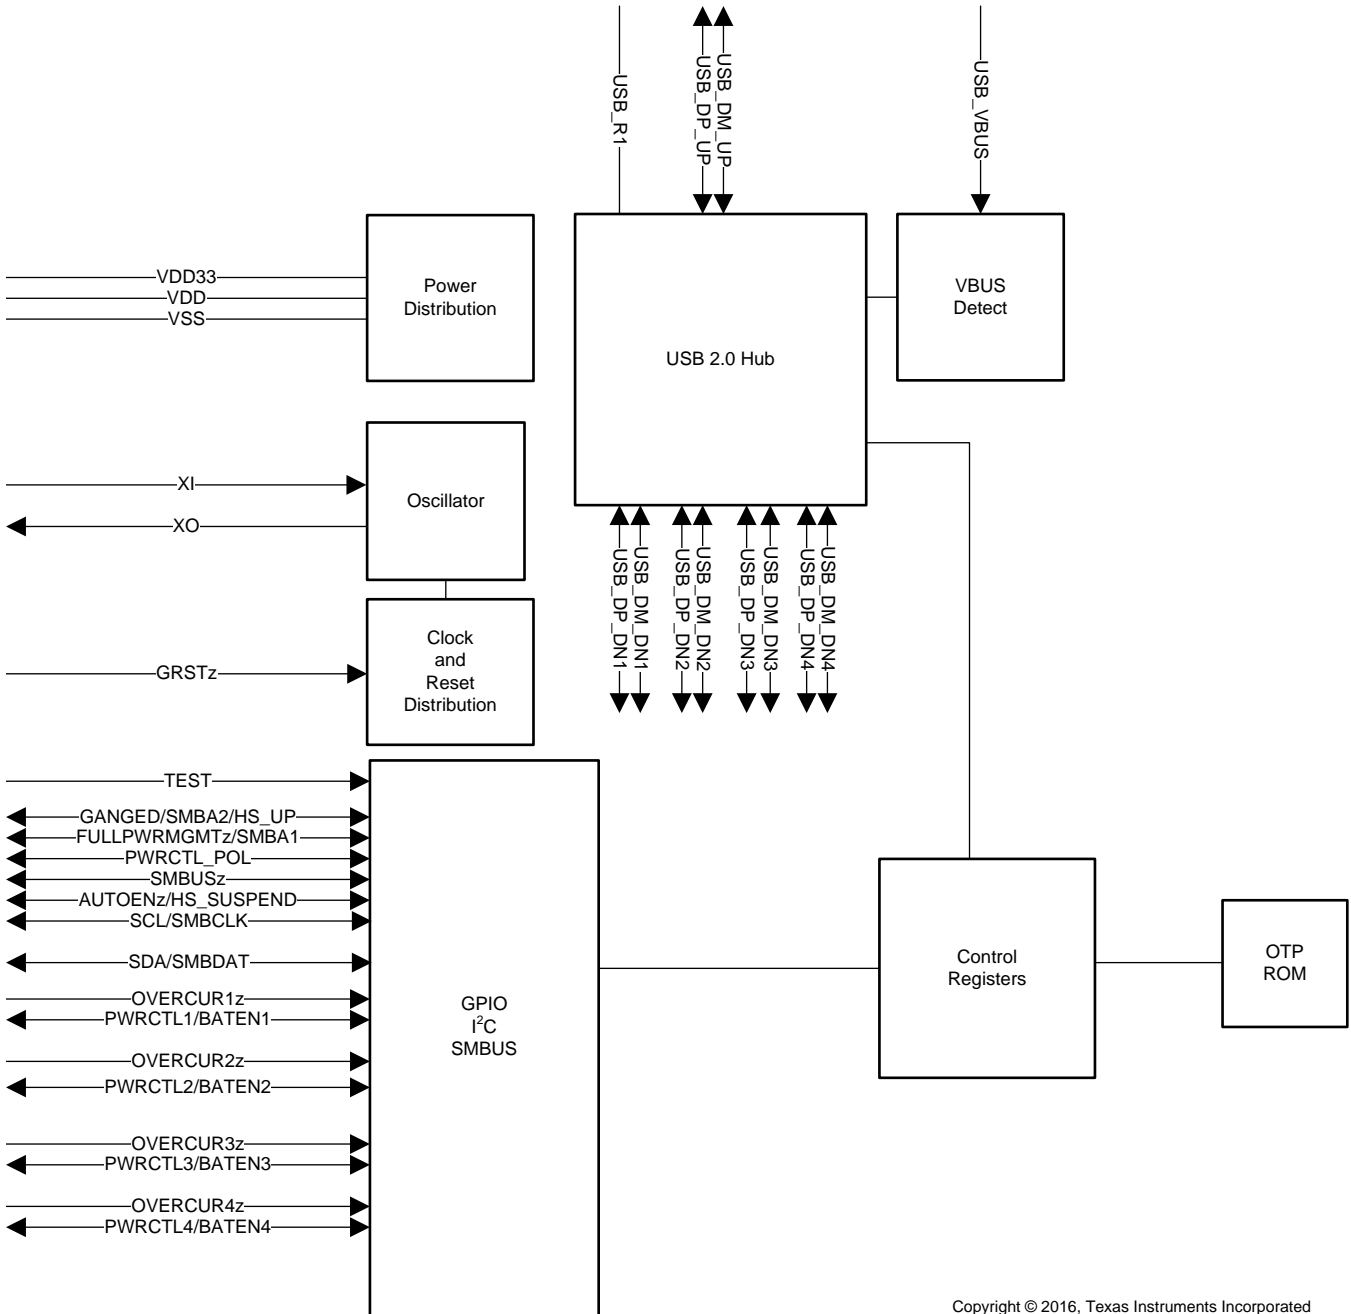 USB_R1
USB_DP_UP
USB_DM_UP
USB_VBUS
VDD33
VDD
VSS
Power
Distribution
USB 2.0 Hub
VBUS
Detect
XI
XO
Oscillator
USB_DP_DN1
USB_DM_DN1
USB_DP_DN2
USB_DM_DN2
USB_DP_DN3
USB_DM_DN3
USB_DP_DN4
USB_DM_DN4
GRSTz
Clock
and
Reset
Distribution
TEST
GANGED/SMBA2/HS_UP
FULLPWRMGMTz/SMBA1
PWRCTL_POL
SMBUSz
AUTOENz/HS_SUSPEND
SCL/SMBCLK
SDA/SMBDAT
OVERCUR1z
PWRCTL1/BATEN1
OVERCUR2z
PWRCTL2/BATEN2
OVERCUR3z
PWRCTL3/BATEN3
OVERCUR4z
PWRCTL4/BATEN4
GPIO
I²C
SMBUS
Control
Registers
OTP
ROM
Copyright © 2016, Texas Instruments Incorporated